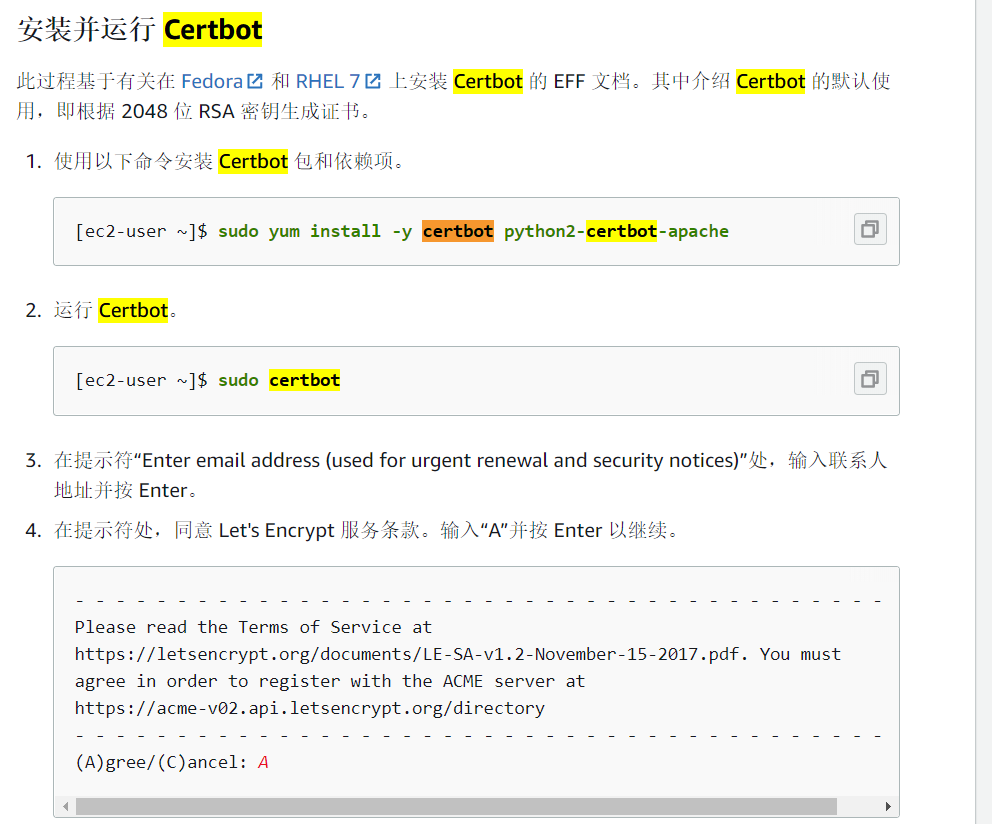 安装并运行 Certbot
此过程基于有关在 Fedora 和 RHEL 7 上安装 Certbot 的 EFF 文档。其中介绍 Certbot 的默认使
用，即根据 2048 位 RSA 密钥生成证书。
1. 使用以下命令安装 Certbot 包和依赖项。
[ec2-user ~]$ sudo yum install -y certbot python2-certbot-apache
2. 运行 Certbot。
[ec2-user ~]$ sudo certbot
3. 在提示符“Enter email address (used for urgent renewal and security notices)”处，输入联系人
地址并按 Enter。
4. 在提示符处，同意 Let's Encrypt 服务条款。输入“A”并按 Enter 以继续。
- - - - - - - - - - - - - - - - - - - - - - - - - - - - - - - - - - - - - - - -
Please read the Terms of Service at
https://letsencrypt.org/documents/LE-SA-v1.2-November-15-2017.pdf. You must
agree in order to register with the ACME server at
https://acme-v02.api.letsencrypt.org/directory
- - - - - - - - - - - - - - - - - - - - - - - - - - - - - - - - - - - - - - - -
(A)gree/(C)ancel: A